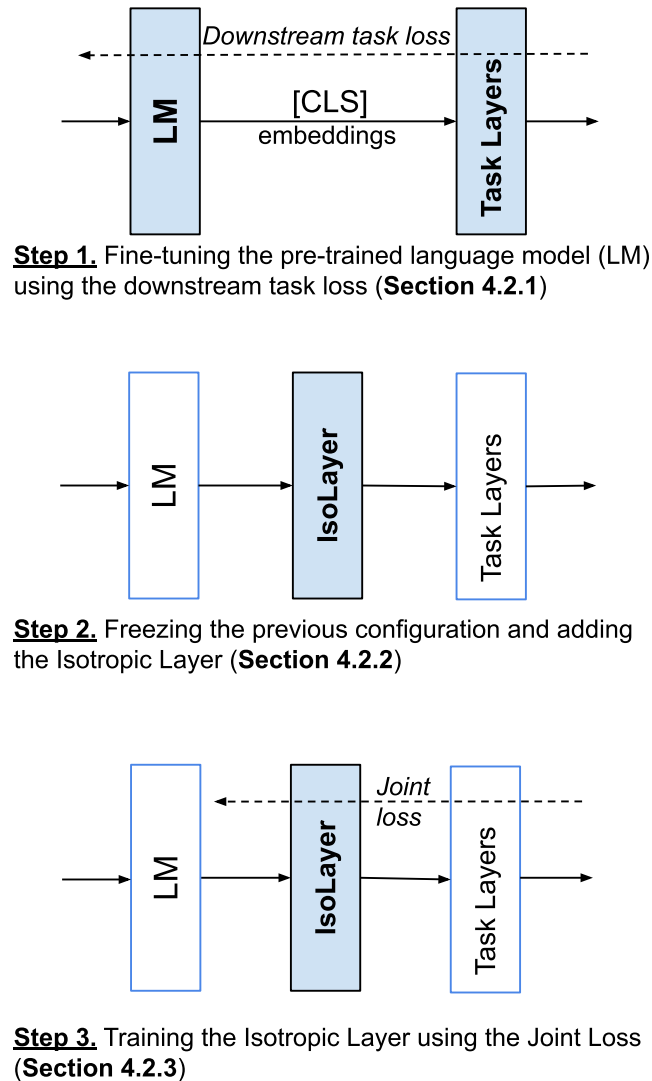 Downstream task loss
LM
[CLS]
embeddings
Task Layers
Step 1. Fine-tuning the pre-trained language model (LM)
using the downstream task loss (Section 4.2.1)
LM
IsoLayer
Task Layers
Step 2. Freezing the previous configuration and adding
the Isotropic Layer (Section 4.2.2)
LM
IsoLayer
Joint
loss
Task Layers
Step 3. Training the Isotropic Layer using the Joint Loss
(Section 4.2.3)